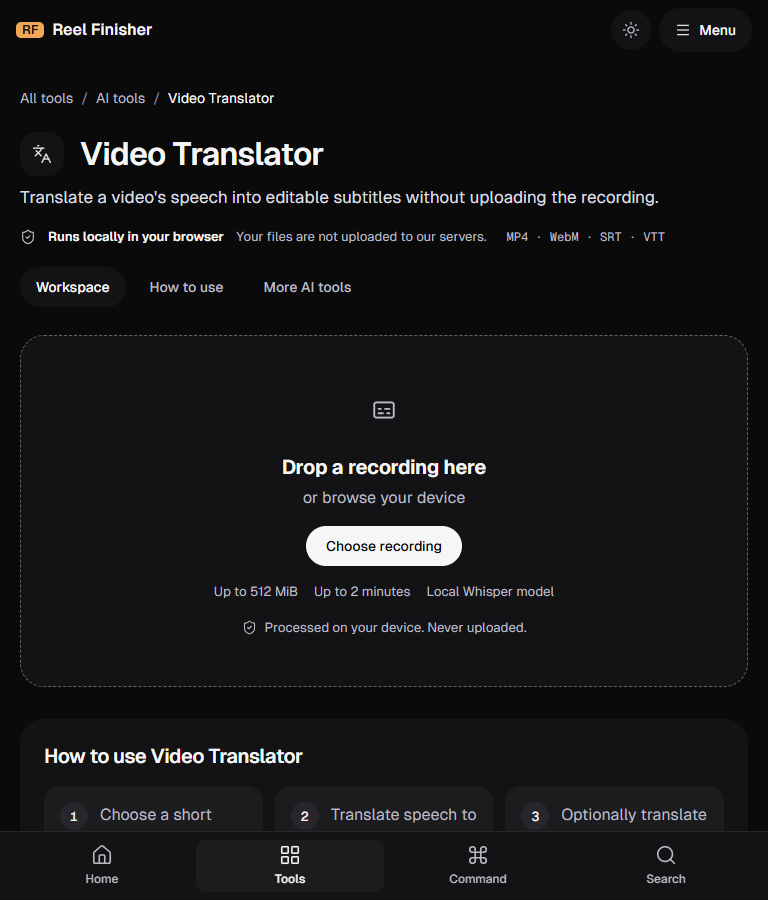 RF Reel Finisher
Menu
All tools / AI tools / Video Translator
Video Translator
Translate a video's speech into editable subtitles without uploading the recording.
Runs locally in your browser Your files are not uploaded to our servers. MP4 · WebM · SRT · VTT
Workspace How to use More AI tools
Drop a recording here
or browse your device
Choose recording
Up to 512 MiB Up to 2 minutes Local Whisper model
Processed on your device. Never uploaded.
How to use Video Translator
1 Choose a short
2 Translate speech to
3 Optionally translate
Home Tools Command Search